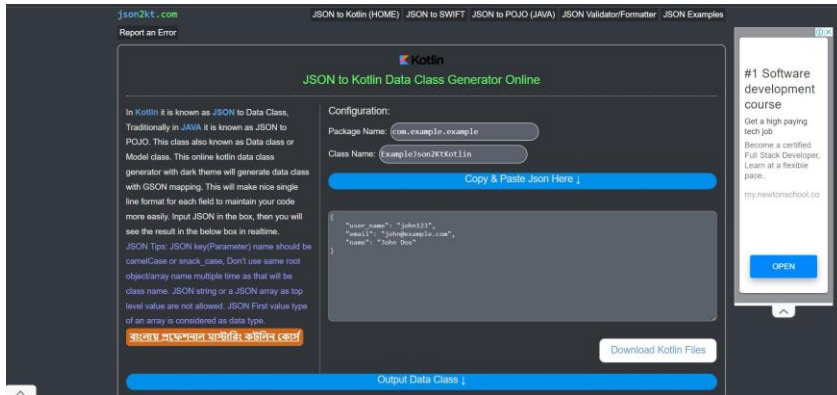 json2kt.com
JSON to Kotlin (HOME) JSON to SWIFT JSON to POJO (JAVA) JSON Validator/Formatter JSON Examples
Report an Error
Kotlin
JSON to Kotlin Data Class Generator Online
In Kotlin it is known as JSON to Data Class,
Traditionally in JAVA it is known as JSON to
POJO. This class also known as Data class or
Model class. This online kotlin data class
generator with dark theme will generate data class
with GSON mapping. This will make nice single
line format for each field to maintain your code
more easily. Input JSON in the box, then you will
see the result in the below box in realtime.
JSON Tips: JSON key(Parameter) name should be
camelCase or snack_case, Don't use same root
object/array name multiple time as that will be
class name. JSON string or a JSON array as top
level value are not allowed. JSON First value type
of an array is considered as data type.
বাংলায় প্রফেশনাল মাস্টারিং কটলিন কোর্স
Configuration:
Package Name: com.example.example
Class Name: ExampleJson2KtKotlin
Copy & Paste Json Here ↓
{
"user_name": "john123",
"email": "john@example.com",
"name": "John Doe"
}
Download Kotlin Files
Output Data Class ↓
#1 Software
development
course
Get a high paying
tech job
Become a certified
Full Stack Developer,
Learn at a flexible
pace.
my.newtonschool.co
OPEN